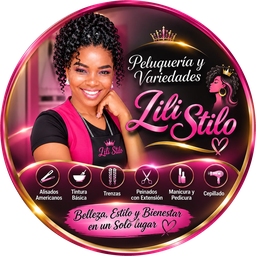 Peluquería y
Variedades
Lili
Stilo
Lili Stilo
Alisados
Americanos
Tintura
Básica
Trenzas
Peinados
con Extensión
Manicura y
Pedicura
Cepillado
Belleza, Estilo y Bienestar
en un Solo lugar